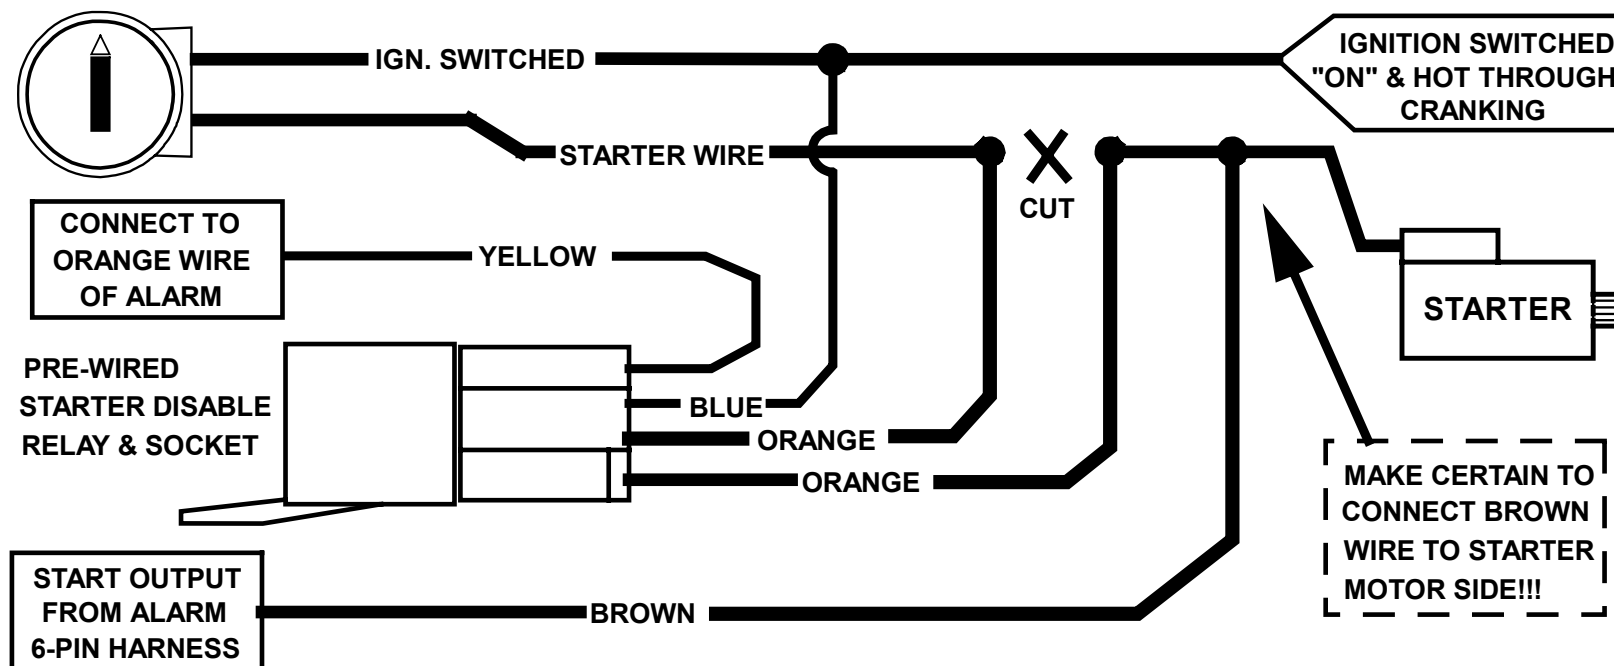 IGN. SWITCHED
IGNITION SWITCHED
"ON" & HOT THROUGH
CRANKING
STARTER WIRE
CUT
CONNECT TO
ORANGE WIRE
OF ALARM
YELLOW
STARTER
PRE-WIRED
STARTER DISABLE
RELAY & SOCKET
BLUE
ORANGE
ORANGE
MAKE CERTAIN TO
CONNECT BROWN
WIRE TO STARTER
MOTOR SIDE!!!
START OUTPUT
FROM ALARM
6-PIN HARNESS
BROWN